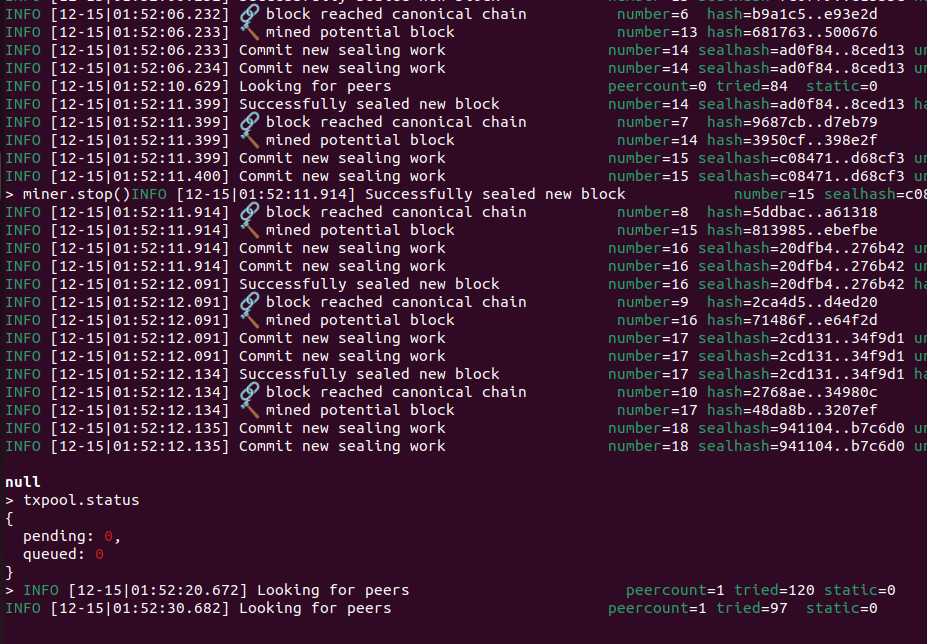 INFO [12-15|01:52:06.232] 🔗 block reached canonical chain number=6 hash=b9a1c5..e93e2d
INFO [12-15|01:52:06.233] 🔨 mined potential block number=13 hash=681763..500676
INFO [12-15|01:52:06.233] Commit new sealing work number=14 sealhash=ad0f84..8ced13 un
INFO [12-15|01:52:06.234] Commit new sealing work number=14 sealhash=ad0f84..8ced13 un
INFO [12-15|01:52:10.629] Looking for peers peercount=0 tried=84 static=0
INFO [12-15|01:52:11.399] Successfully sealed new block number=14 sealhash=ad0f84..8ced13 ha
INFO [12-15|01:52:11.399] 🔗 block reached canonical chain number=7 hash=9687cb..d7eb79
INFO [12-15|01:52:11.399] 🔨 mined potential block number=14 hash=3950cf..398e2f
INFO [12-15|01:52:11.399] Commit new sealing work number=15 sealhash=c08471..d68cf3 un
INFO [12-15|01:52:11.400] Commit new sealing work number=15 sealhash=c08471..d68cf3 un
> miner.stop()INFO [12-15|01:52:11.914] Successfully sealed new block number=15 sealhash=c08
INFO [12-15|01:52:11.914] 🔗 block reached canonical chain number=8 hash=5ddbac..a61318
INFO [12-15|01:52:11.914] 🔨 mined potential block number=15 hash=813985..ebefbe
INFO [12-15|01:52:11.914] Commit new sealing work number=16 sealhash=20dfb4..276b42 un
INFO [12-15|01:52:11.914] Commit new sealing work number=16 sealhash=20dfb4..276b42 un
INFO [12-15|01:52:12.091] Successfully sealed new block number=16 sealhash=20dfb4..276b42 ha
INFO [12-15|01:52:12.091] 🔗 block reached canonical chain number=9 hash=2ca4d5..d4ed20
INFO [12-15|01:52:12.091] 🔨 mined potential block number=16 hash=71486f..e64f2d
INFO [12-15|01:52:12.091] Commit new sealing work number=17 sealhash=2cd131..34f9d1 un
INFO [12-15|01:52:12.091] Commit new sealing work number=17 sealhash=2cd131..34f9d1 un
INFO [12-15|01:52:12.134] Successfully sealed new block number=17 sealhash=2cd131..34f9d1 ha
INFO [12-15|01:52:12.134] 🔗 block reached canonical chain number=10 hash=2768ae..34980c
INFO [12-15|01:52:12.134] 🔨 mined potential block number=17 hash=48da8b..3207ef
INFO [12-15|01:52:12.135] Commit new sealing work number=18 sealhash=941104..b7c6d0 un
INFO [12-15|01:52:12.135] Commit new sealing work number=18 sealhash=941104..b7c6d0 un
null
> txpool.status
{
pending: 0,
queued: 0
}
> INFO [12-15|01:52:20.672] Looking for peers peercount=1 tried=120 static=0
INFO [12-15|01:52:30.682] Looking for peers peercount=1 tried=97 static=0